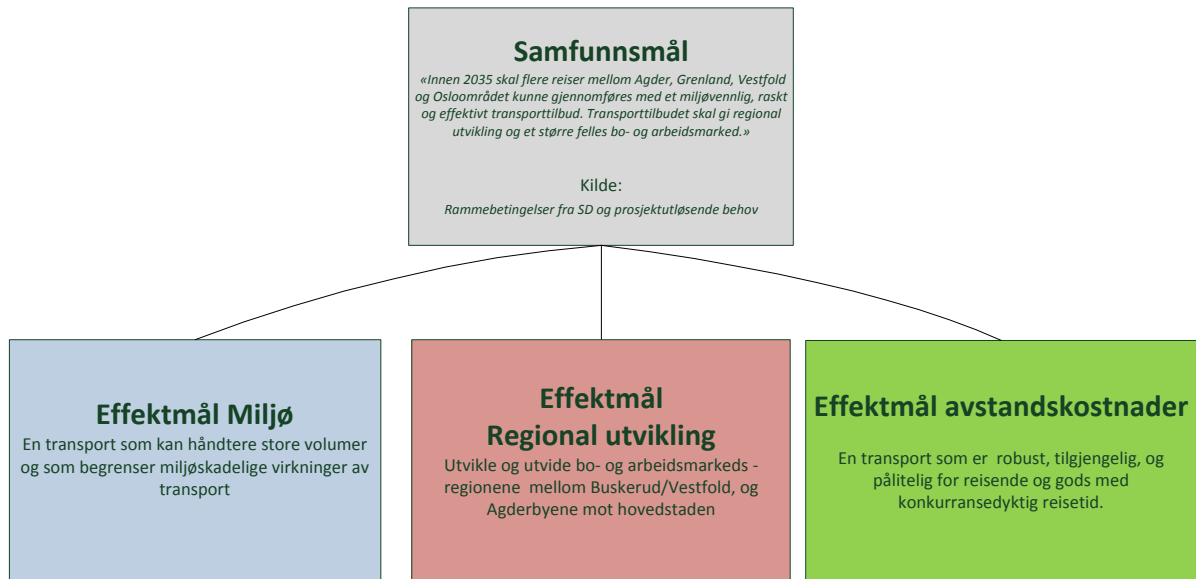 Samfunnsmål
«Innen 2035 skal flere reiser mellom Agder, Grenland, Vestfold
og Osloområdet kunne gjennomføres med et miljøvennlig, raskt
og effektivt transporttilbud. Transporttilbudet skal gi regional
utvikling og et større felles bo- og arbeidsmarked.»
Kilde:
Rammebetingelser fra SD og prosjektutløsende behov
Effektmål Miljø
En transport som kan håndtere store volumer
og som begrenser miljøskadelige virkninger av
transport
Effektmål
Regional utvikling
Utvikle og utvide bo- og arbeidsmarkeds -
regionene mellom Buskerud/Vestfold, og
Agderbyene mot hovedstaden
Effektmål avstandskostnader
En transport som er robust, tilgjengelig, og
pålitelig for reisende og gods med
konkurransedyktig reisetid.